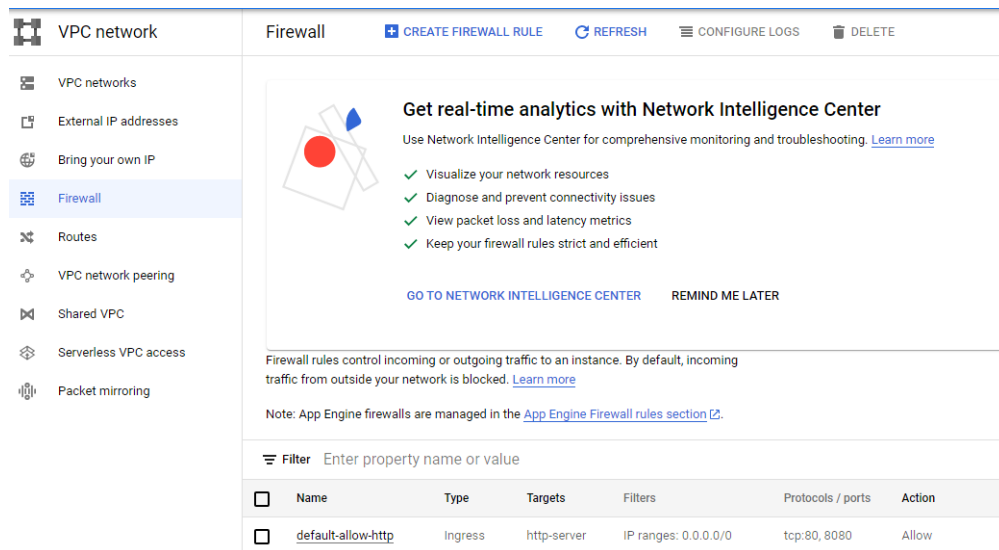 VPC network
Firewall
CREATE FIREWALL RULE
REFRESH
CONFIGURE LOGS
DELETE
VPC networks
External IP addresses
Bring your own IP
Firewall
Routes
VPC network peering
Shared VPC
Serverless VPC access
Packet mirroring
Get real-time analytics with Network Intelligence Center
Use Network Intelligence Center for comprehensive monitoring and troubleshooting. Learn more
Visualize your network resources
Diagnose and prevent connectivity issues
View packet loss and latency metrics
Keep your firewall rules strict and efficient
GO TO NETWORK INTELLIGENCE CENTER REMIND ME LATER
Firewall rules control incoming or outgoing traffic to an instance. By default, incoming
traffic from outside your network is blocked. Learn more
Note: App Engine firewalls are managed in the App Engine Firewall rules section.
Filter Enter property name or value
Name Type Targets Filters Protocols / ports Action
default-allow-http Ingress http-server IP ranges: 0.0.0.0/0 tcp:80, 8080 Allow